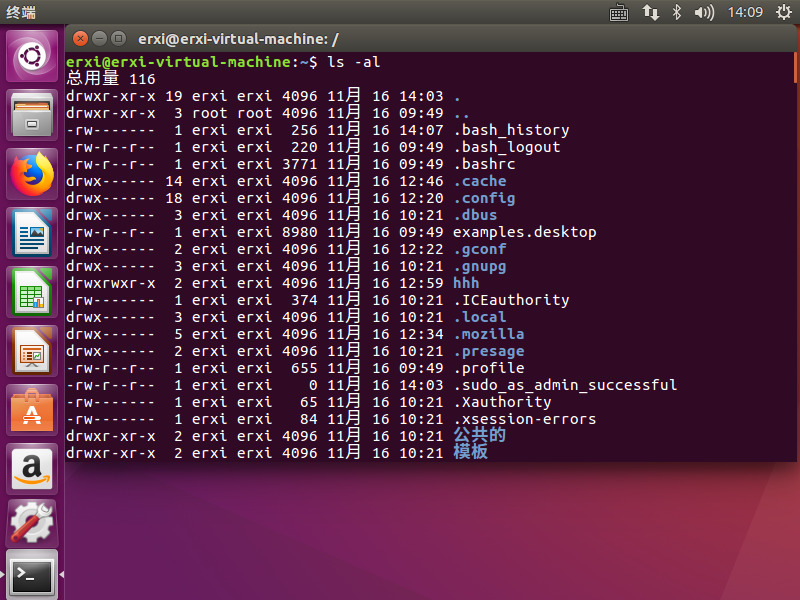 终端
14:09
erxi@erxi-virtual-machine: /
erxi@erxi-virtual-machine:~$ ls -al
总用量 116
drwxr-xr-x 19 erxi erxi 4096 11月 16 14:03 .
drwxr-xr-x  3 root root 4096 11月 16 09:49 ..
-rw-------  1 erxi erxi  256 11月 16 14:07 .bash_history
-rw-r--r--  1 erxi erxi  220 11月 16 09:49 .bash_logout
-rw-r--r--  1 erxi erxi 3771 11月 16 09:49 .bashrc
drwx------ 14 erxi erxi 4096 11月 16 12:46 .cache
drwx------ 18 erxi erxi 4096 11月 16 12:20 .config
drwx------  3 erxi erxi 4096 11月 16 10:21 .dbus
-rw-r--r--  1 erxi erxi 8980 11月 16 09:49 examples.desktop
drwx------  2 erxi erxi 4096 11月 16 12:22 .gconf
drwx------  3 erxi erxi 4096 11月 16 10:21 .gnupg
drwxrwxr-x  2 erxi erxi 4096 11月 16 12:59 hhh
-rw-------  1 erxi erxi  374 11月 16 10:21 .ICEauthority
drwx------  3 erxi erxi 4096 11月 16 10:21 .local
drwx------  5 erxi erxi 4096 11月 16 12:34 .mozilla
drwx------  2 erxi erxi 4096 11月 16 10:21 .presage
-rw-r--r--  1 erxi erxi  655 11月 16 09:49 .profile
-rw-r--r--  1 erxi erxi    0 11月 16 14:03 .sudo_as_admin_successful
-rw-------  1 erxi erxi   65 11月 16 10:21 .Xauthority
-rw-------  1 erxi erxi   84 11月 16 10:21 .xsession-errors
drwxr-xr-x  2 erxi erxi 4096 11月 16 10:21 公共的
drwxr-xr-x  2 erxi erxi 4096 11月 16 10:21 模板